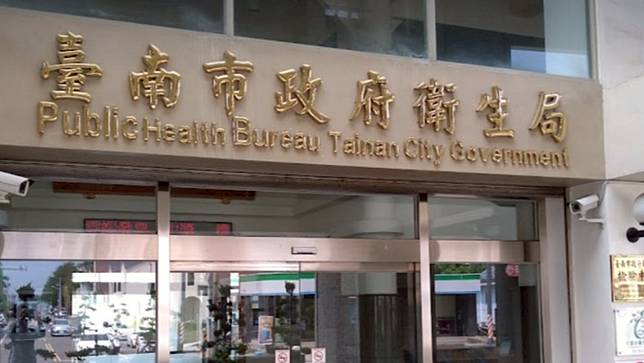 臺南市政府衛生局
Public Health Bureau Tainan City Government